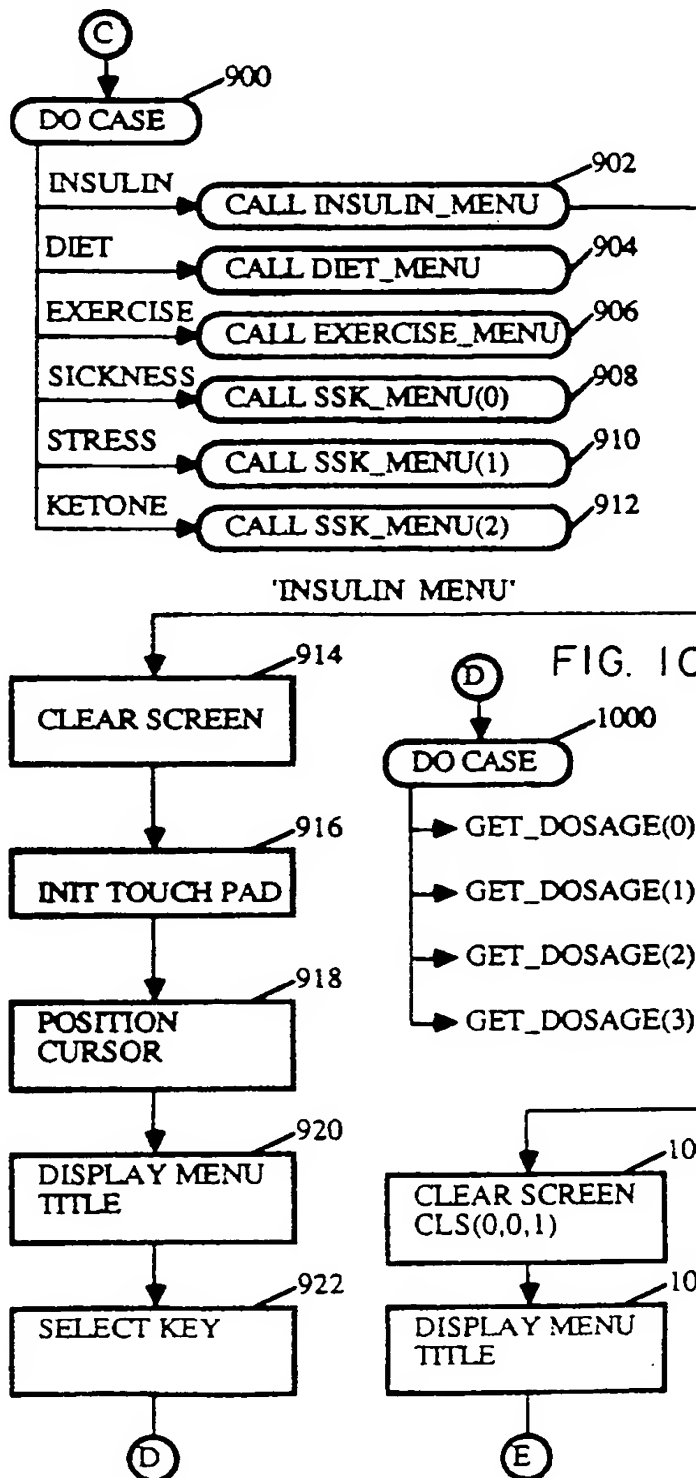 C
900
DO CASE
INSULIN
902
CALL INSULIN_MENU
DIET
904
CALL DIET_MENU
EXERCISE
906
CALL EXERCISE_MENU
SICKNESS
908
CALL SSK_MENU(0)
STRESS
910
CALL SSK_MENU(1)
KETONE
912
CALL SSK_MENU(2)
'INSULIN MENU'
914
CLEAR SCREEN
916
INIT TOUCH PAD
918
POSITION
CURSOR
920
DISPLAY MENU
TITLE
922
SELECT KEY
D
FIG. 10
D
1000
DO CASE
GET_DOSAGE(0)
GET_DOSAGE(1)
GET_DOSAGE(2)
GET_DOSAGE(3)
CLEAR SCREEN
CLS(0,0,1)
DISPLAY MENU
TITLE
E